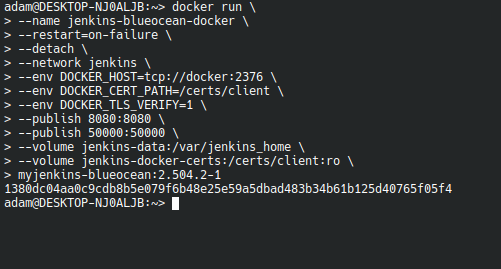 adam@DESKTOP-NJ0ALJB:~> docker run \
> --name jenkins-blueocean-docker \
> --restart=on-failure \
> --detach \
> --network jenkins \
> --env DOCKER_HOST=tcp://docker:2376 \
> --env DOCKER_CERT_PATH=/certs/client \
> --env DOCKER_TLS_VERIFY=1 \
> --publish 8080:8080 \
> --publish 50000:50000 \
> --volume jenkins-data:/var/jenkins_home \
> --volume jenkins-docker-certs:/certs/client:ro \
> myjenkins-blueocean:2.504.2-1
1380dc04aa0c9cdb8b5e079f6b48e25e59a5dbad483b34b61b125d40765f05f4
adam@DESKTOP-NJ0ALJB:~>